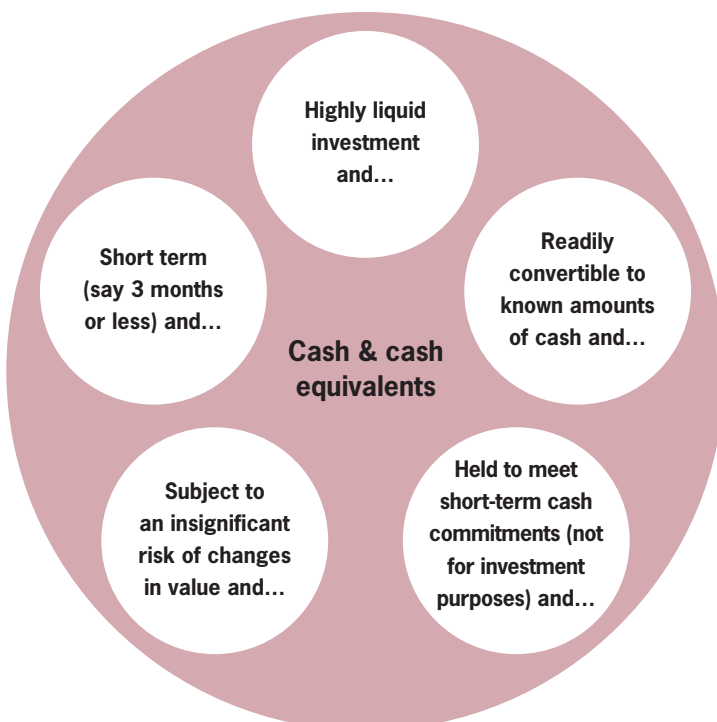 Highly liquid
investment
and…
Readily
convertible to
known amounts
of cash and…
Held to meet
short-term cash
commitments (not
for investment
purposes) and…
Subject to
an insignificant
risk of changes
in value and…
Short term
(say 3 months
or less) and…
Cash & cash
equivalents